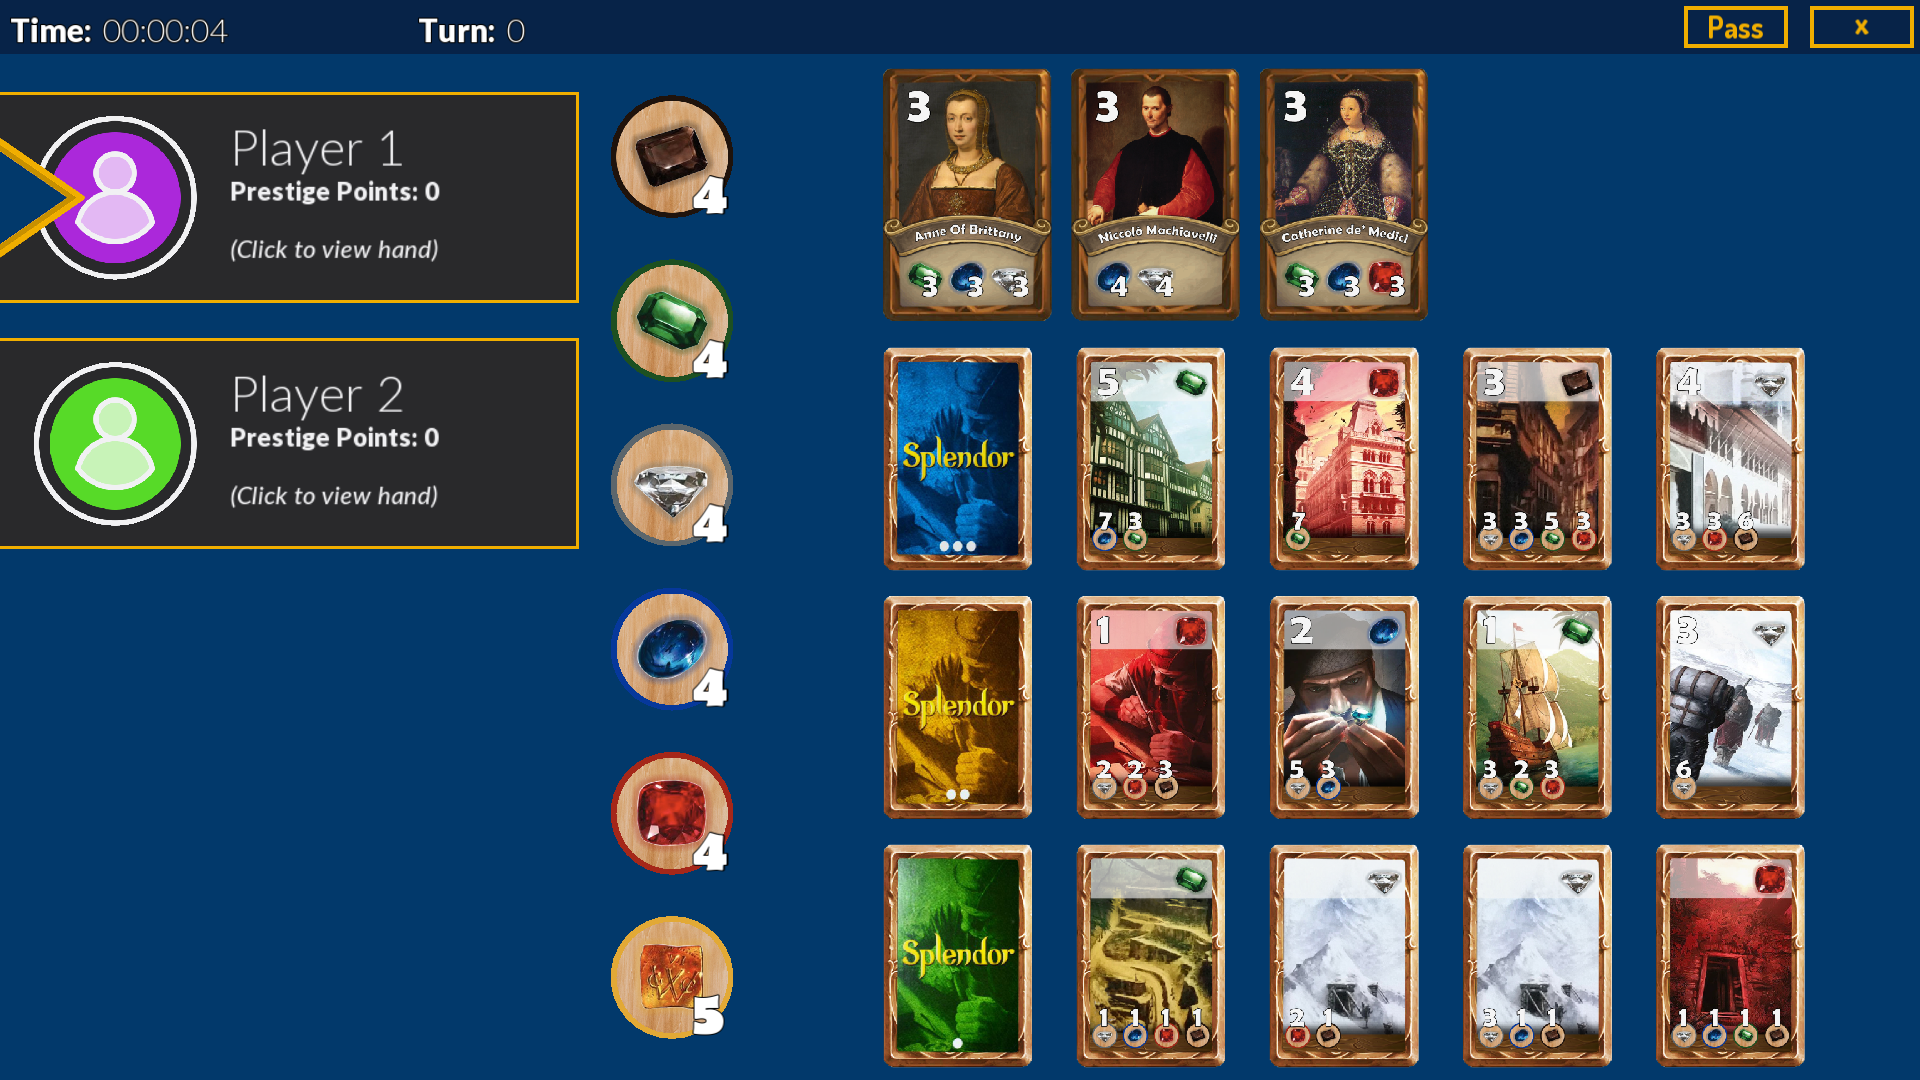 Time: 00:00:04 Turn: 0 Pass x
Player 1
Prestige Points: 0
(Click to view hand)
Player 2
Prestige Points: 0
(Click to view hand)
4
4
4
4
4
5
3 3 3
Anne Of Brittany Niccolo Machiavelli Catherine de' Medici
3 3 3 4 4 3 3 3
5 4 3 4
Splendor
7 3 7 3 3 5 3 3 3 6
1 2 1 3
Splendor
2 2 3 5 3 3 2 3 6
Splendor
1 1 1 1 2 1 3 1 1 1 1 1 1